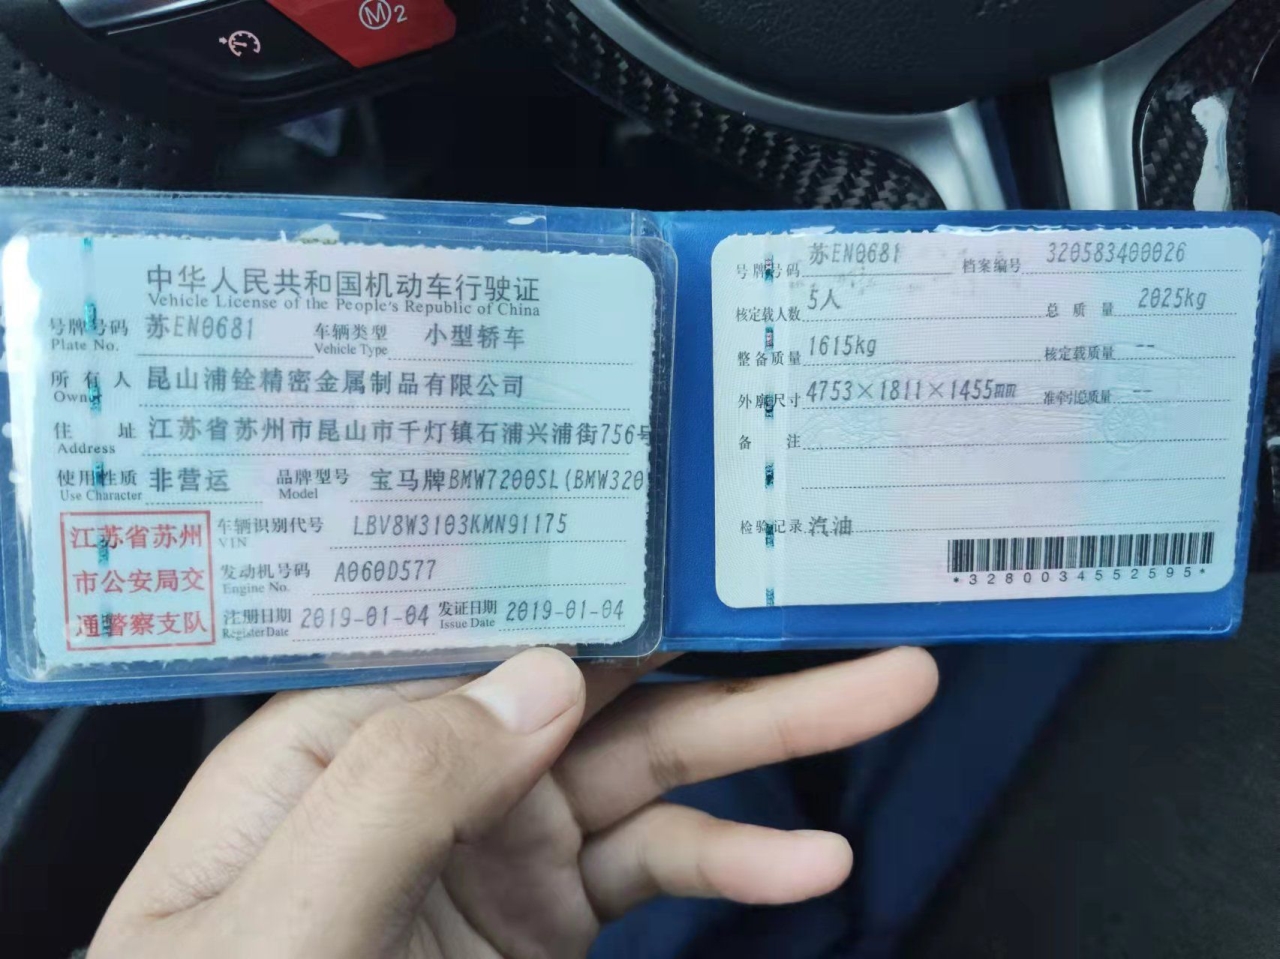 M2
中华人民共和国机动车行驶证
Vehicle License of the People's Republic of China
号牌号码 苏EN0681 车辆类型 小型轿车
Plate No. Vehicle Type
所有人 昆山浦铨精密金属制品有限公司
Owner
住址 江苏省苏州市昆山市千灯镇石浦兴浦街756号
Address
使用性质 非营运 品牌型号 宝马牌BMW7200SL(BMW320
Use Character Model
江苏省苏州
市公安局交
通警察支队
车辆识别代号 LBV8W3103KMN91175
VIN
发动机号码 A060D577
Engine No.
注册日期 2019-01-04 发证日期 2019-01-04
Register Date Issue Date
号牌号码 苏EN0681 档案编号 320583400026
核定载人数 5人 总质量 2025kg
整备质量 1615kg 核定载质量 --
外廓尺寸 4753×1811×1455mm 准牵引总质量 --
备注
检验记录 汽油
*3280034552595*